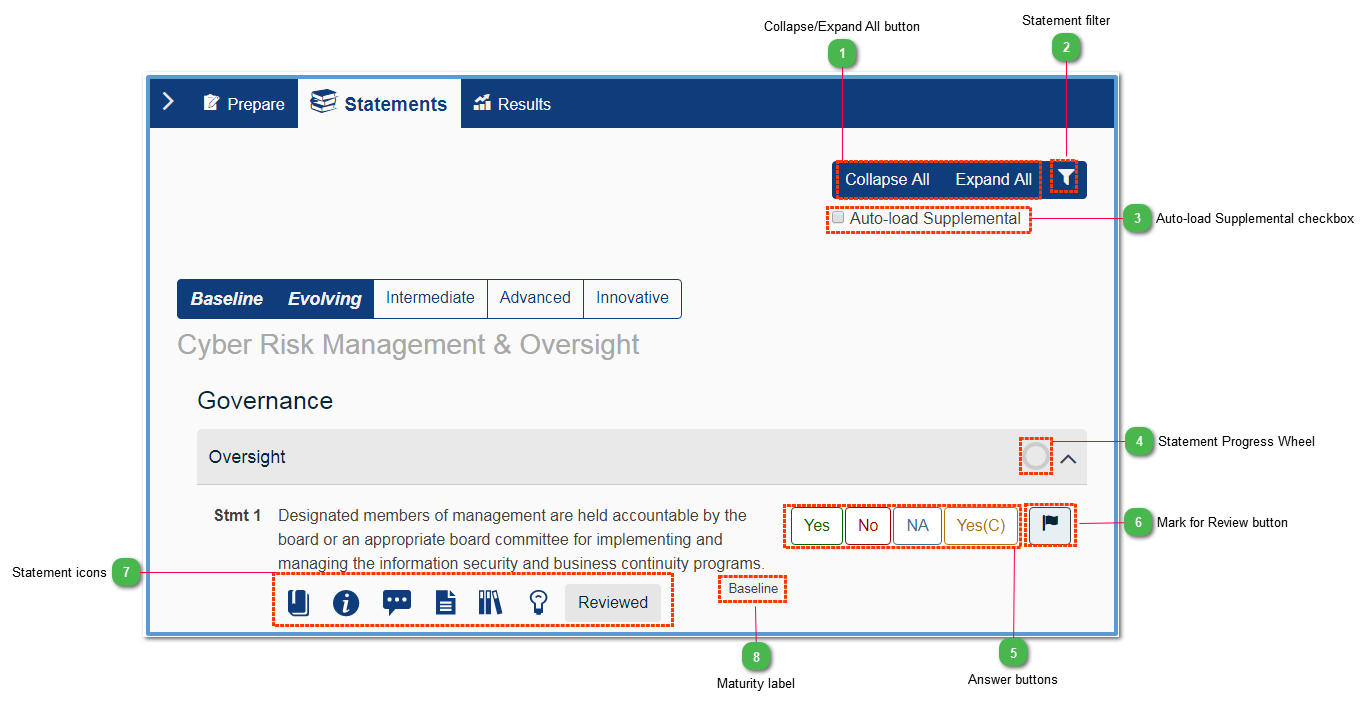 Statement filter
Collapse/Expand All button
2
1
Prepare
Statements
Results
Collapse All
Expand All
Auto-load Supplemental
3
Auto-load Supplemental checkbox
Baseline
Evolving
Intermediate
Advanced
Innovative
Cyber Risk Management & Oversight
Governance
Oversight
4
Statement Progress Wheel
Stmt 1
Designated members of management are held accountable by the
board or an appropriate board committee for implementing and
managing the information security and business continuity programs.
Yes
No
NA
Yes(C)
6
Mark for Review button
Statement icons
7
Reviewed
Baseline
8
Maturity label
5
Answer buttons